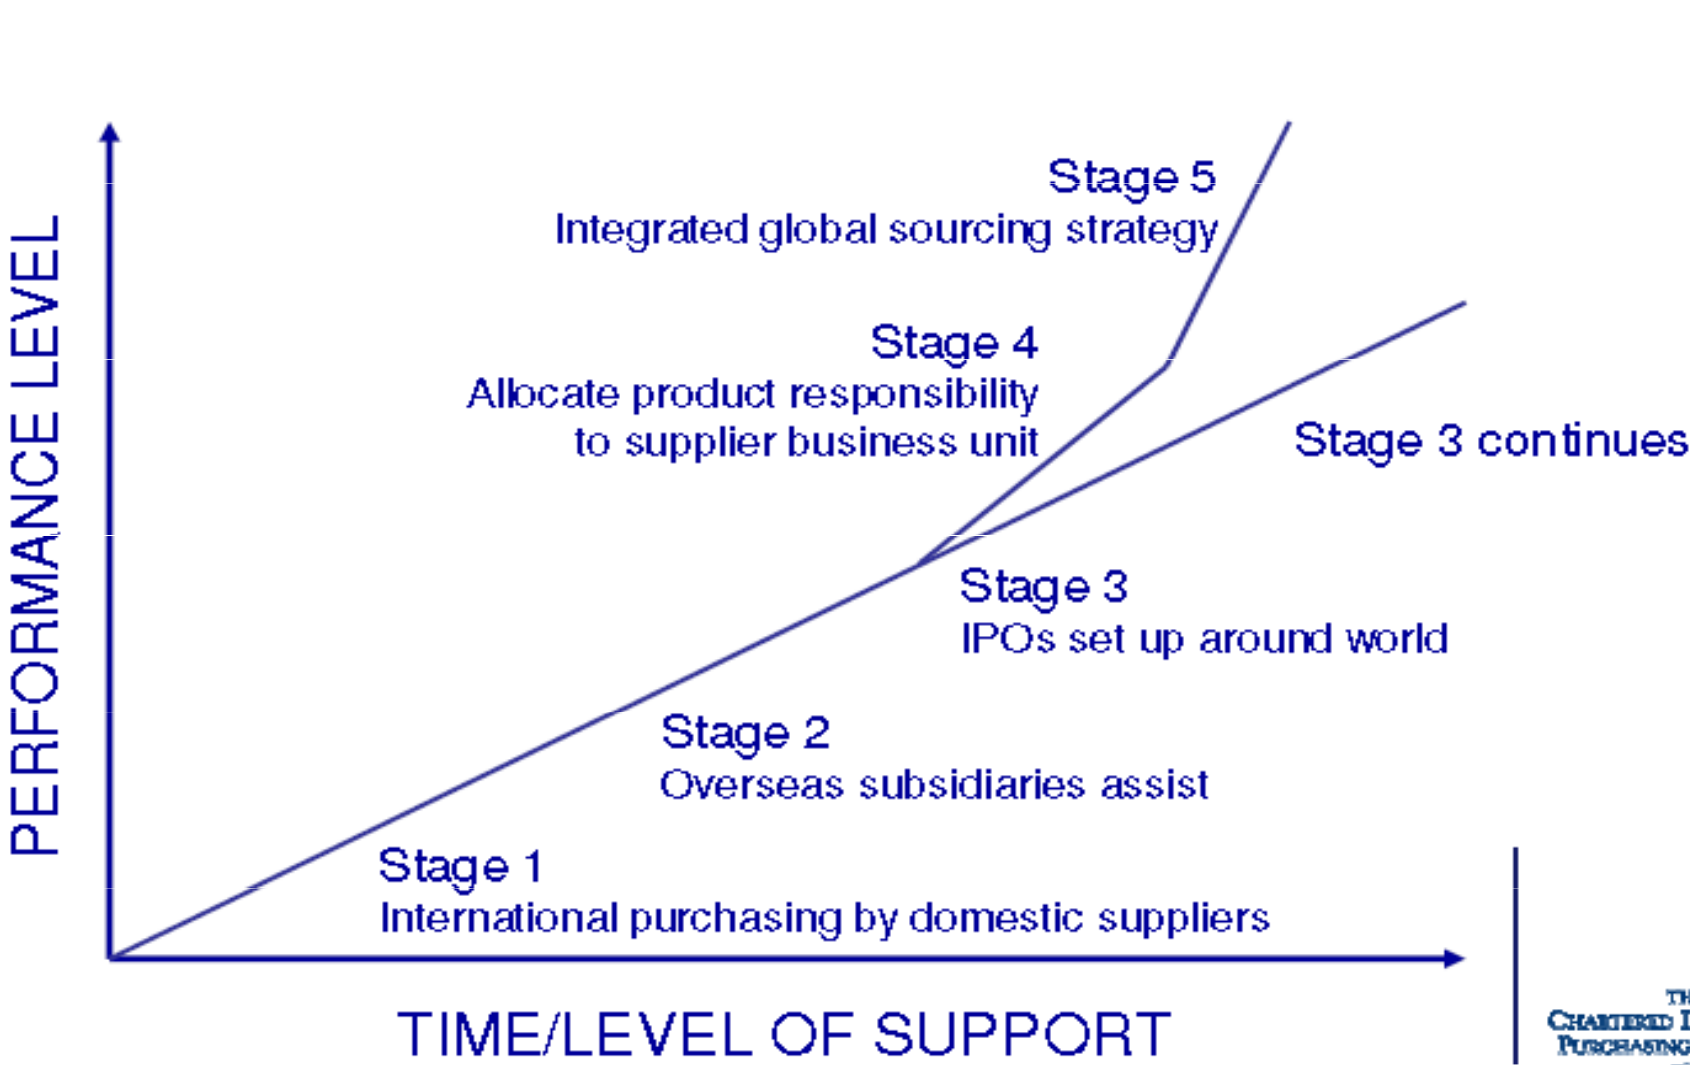 PERFORMANCE LEVEL
Stage 5
Integrated global sourcing strategy
Stage 4
Allocate product responsibility
to supplier business unit
Stage 3 continues
Stage 3
IPOs set up around world
Stage 2
Overseas subsidiaries assist
Stage 1
International purchasing by domestic suppliers
TIME/LEVEL OF SUPPORT
CHARTERED
PURCHASING